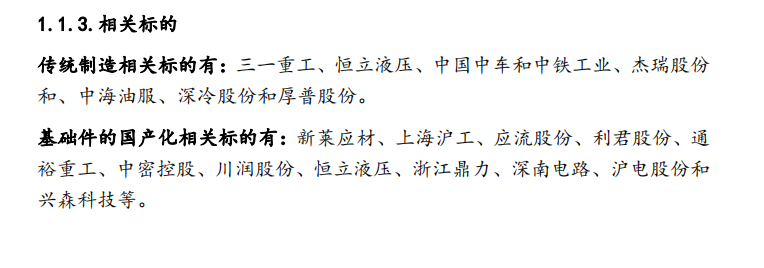 1.1.3.相关标的
传统制造相关标的有：三一重工、恒立液压、中国中车和中铁工业、杰瑞股份
和、中海油服、深冷股份和厚普股份。
基础件的国产化相关标的有：新莱应材、上海沪工、应流股份、利君股份、通
裕重工、中密控股、川润股份、恒立液压、浙江鼎力、深南电路、沪电股份和
兴森科技等。